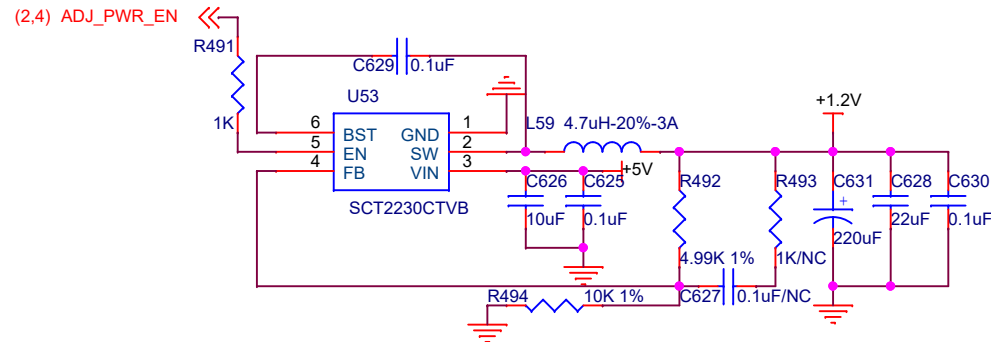 (2,4) ADJ_PWR_EN
R491
1K
C629
0.1uF
U53
6
5
4
BST
EN
FB
GND
SW
VIN
1
2
3
SCT2230CTVB
L59
4.7uH-20%-3A
+1.2V
+5V
C626
10uF
C625
0.1uF
R492
4.99K 1%
R493
1K/NC
C631
+
220uF
C628
22uF
C630
0.1uF
C627
0.1uF/NC
R494
10K 1%